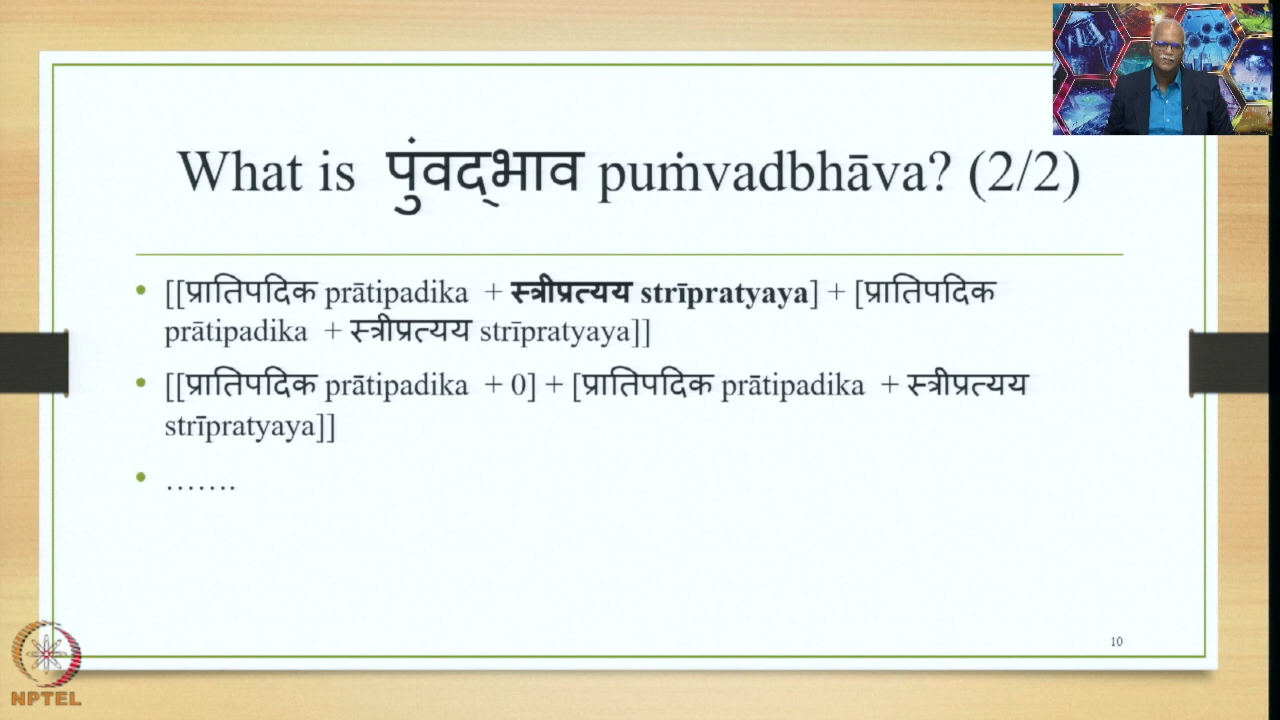 What is पुंवद्भाव puṁvadbhāva? (2/2)
• [[प्रातिपदिक prātipadika + स्त्रीप्रत्यय strīpratyaya] + [प्रातिपदिक
prātipadika + स्त्रीप्रत्यय strīpratyaya]]
• [[प्रातिपदिक prātipadika + 0] + [प्रातिपदिक prātipadika + स्त्रीप्रत्यय
strīpratyaya]]
• …….
10
NPTEL